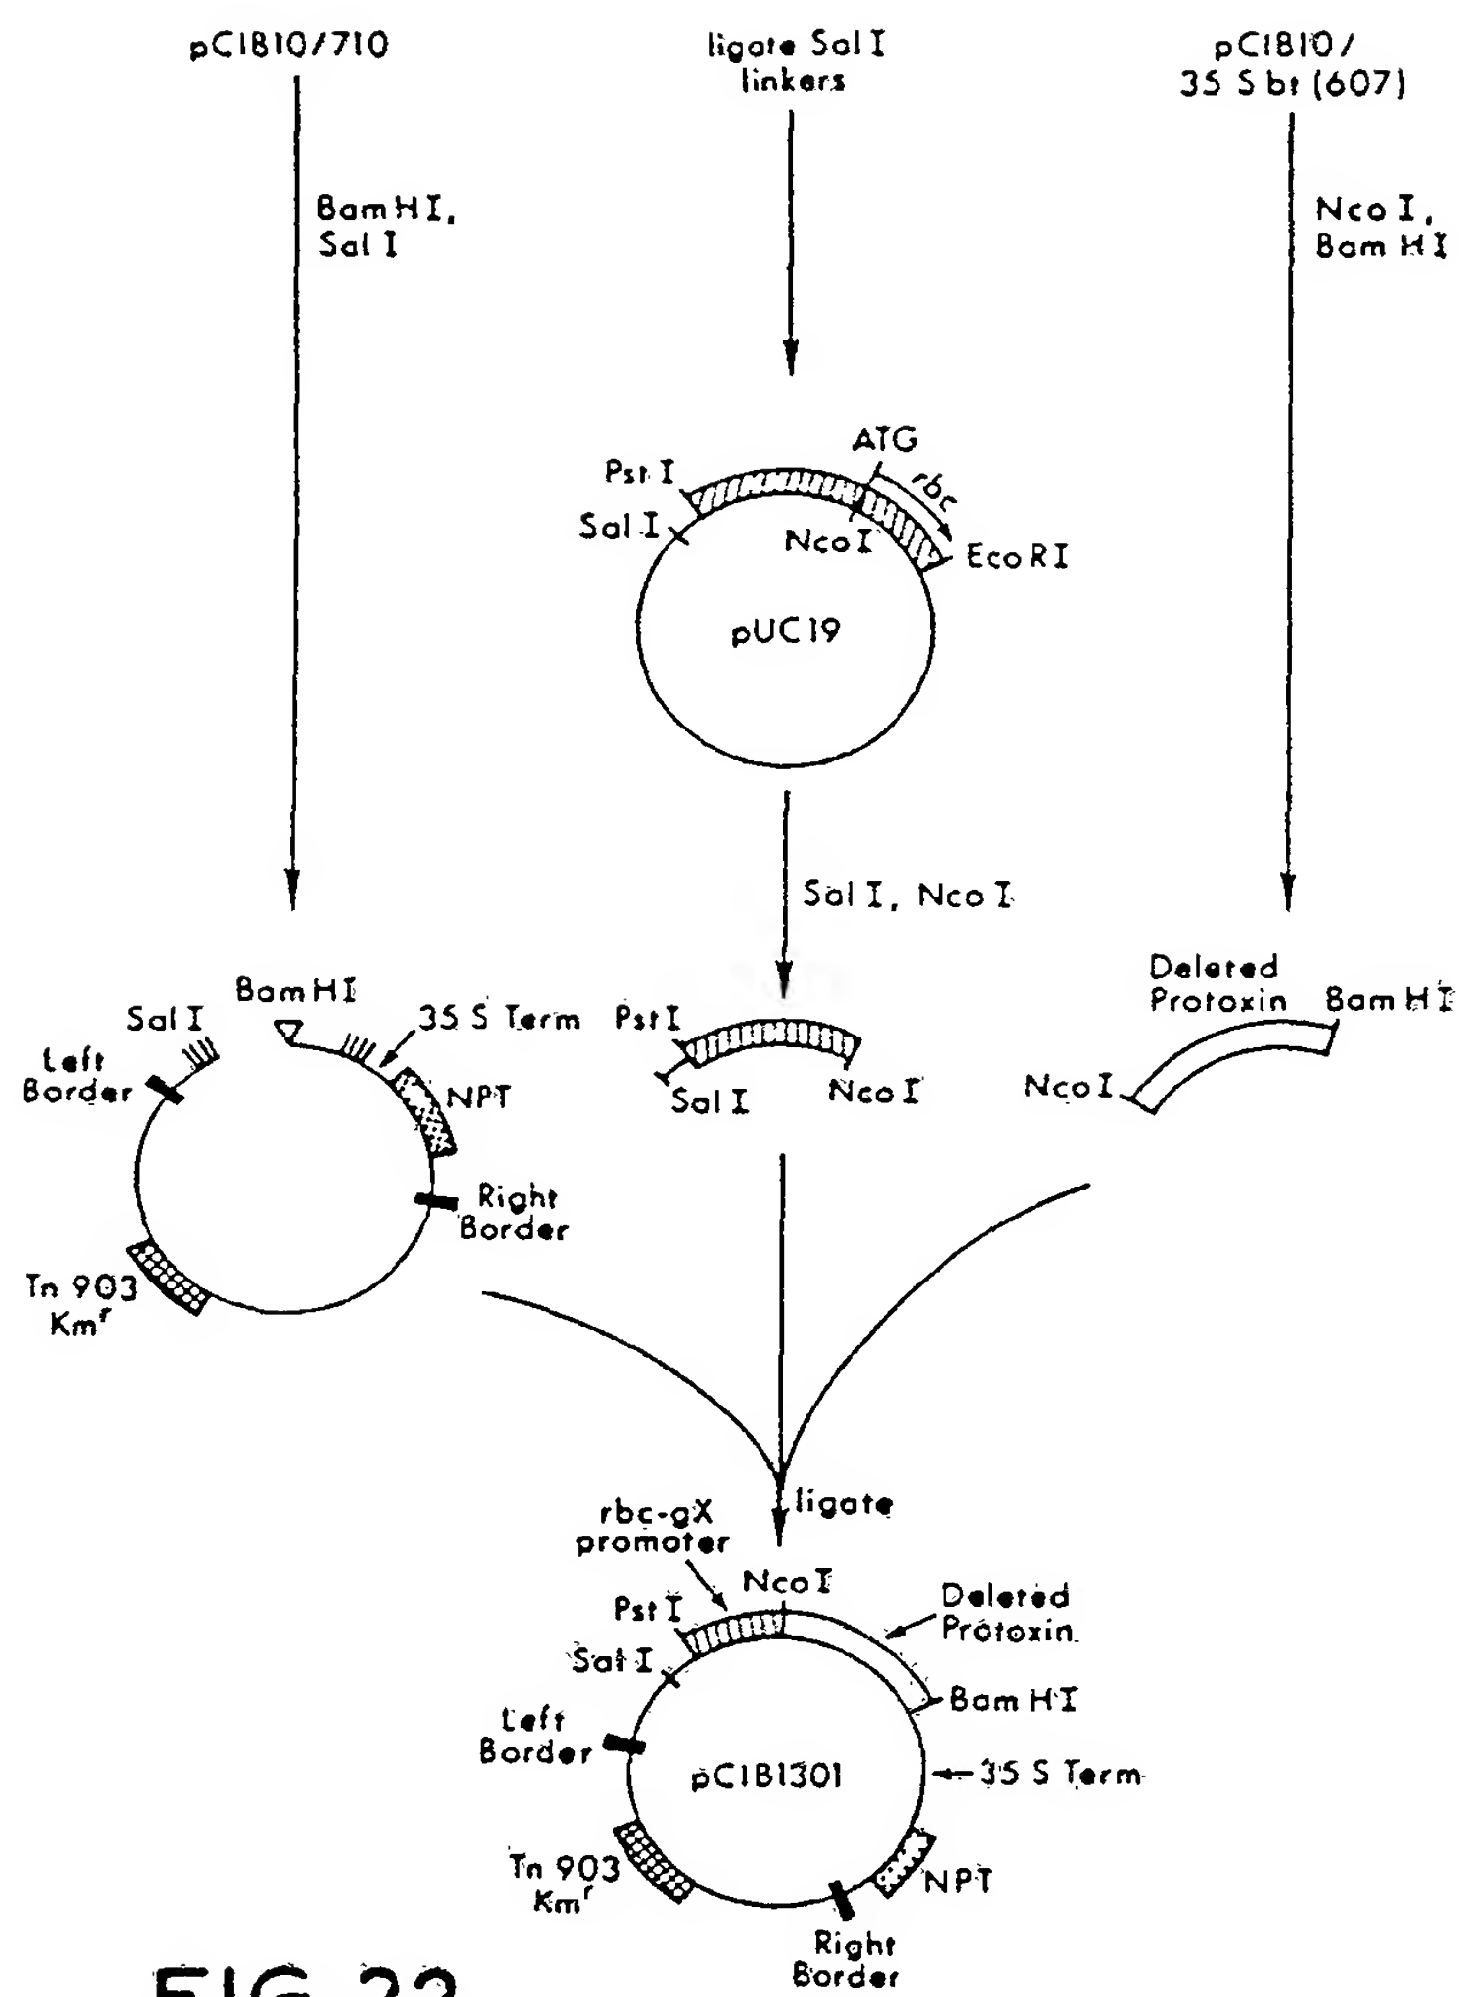 pCIB10/710
ligate Sal I
linkers
pCIB10/
35 S bt (607)
Bam HI,
Sal I
Nco I,
Bam HI
ATG
rbc
Pst I
Sal I
Nco I
Eco RI
pUC19
Sal I, Nco I
Bam HI
Sal I
35 S Term
Left
Border
NPT
Right
Border
Tn 903
Kmr
Pst I
Sal I
Nco I
Deleted
Protoxin
Bam HI
Nco I
ligate
rbc-gX
promoter
Nco I
Pst I
Sal I
Deleted
Protoxin
Bam HI
Left
Border
pCIB1301
35 S Term
Tn 903
Kmr
NPT
Right
Border
FIG. 22